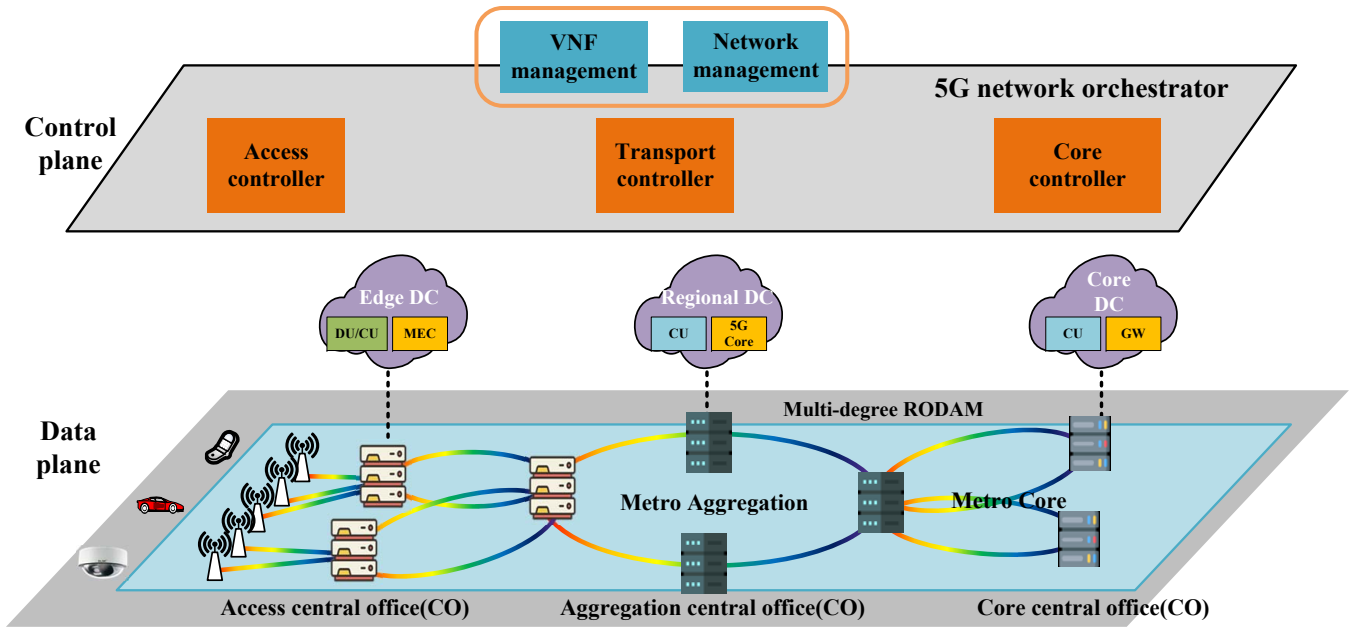 VNF
management
Network
management
5G network orchestrator
Control
plane
Access
controller
Transport
controller
Core
controller
Edge DC
DU/CU
MEC
Regional DC
CU
5G
Core
Core
DC
CU
GW
Data
plane
Multi-degree RODAM
Metro Aggregation
Metro Core
Access central office(CO)
Aggregation central office(CO)
Core central office(CO)